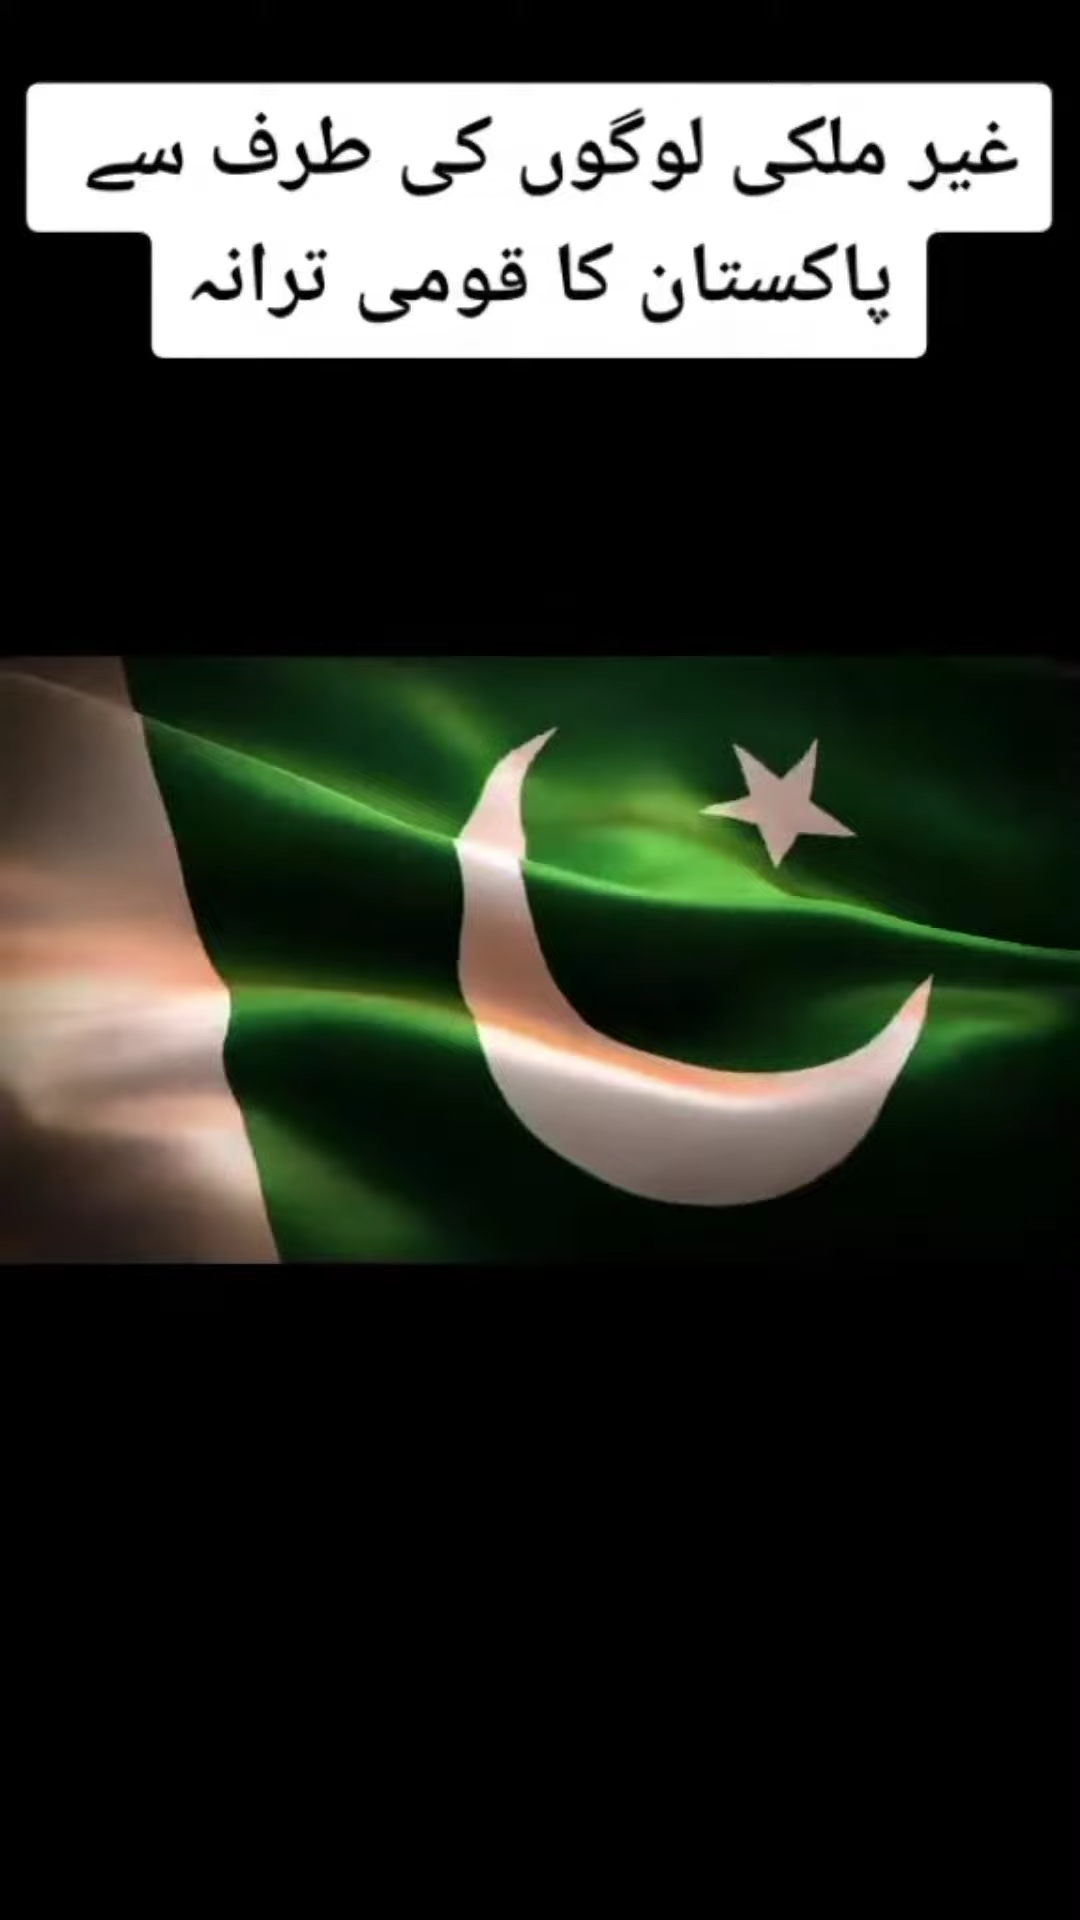 غیر ملکی لوگوں کی طرف سے
پاکستان کا قومی ترانہ